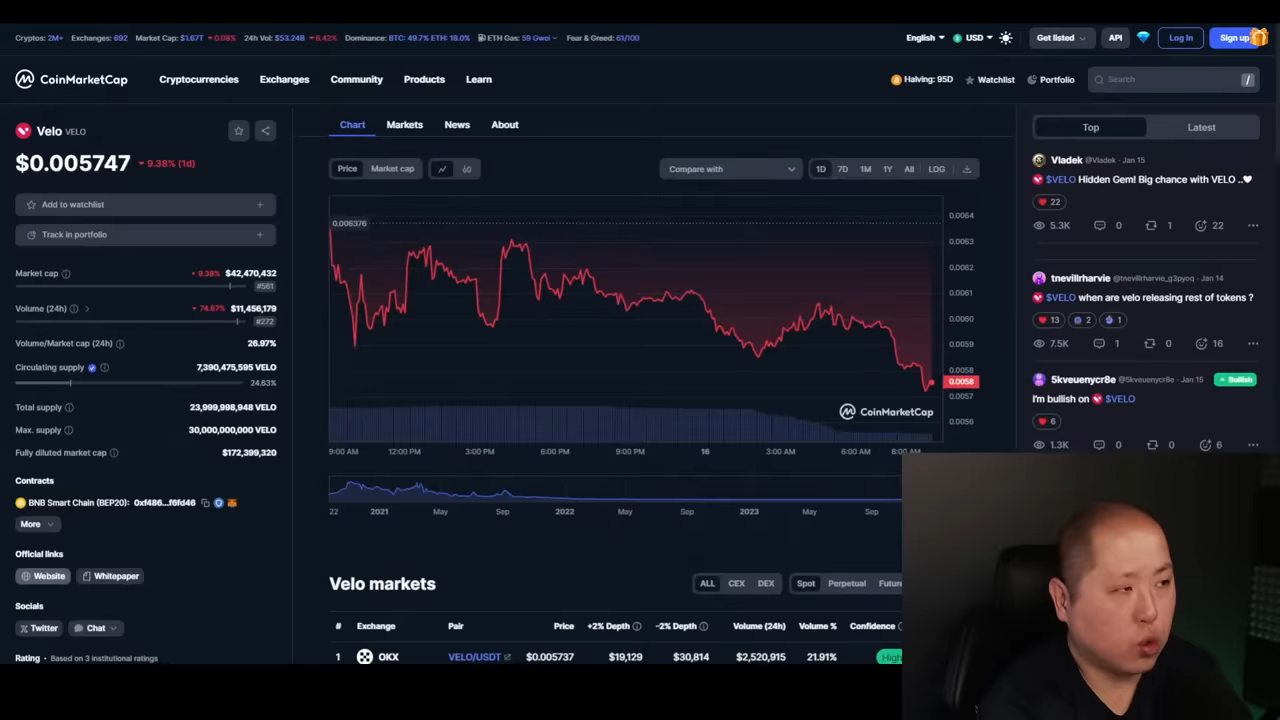 Cryptos: 2M+ Exchanges: 692 Market Cap: $1.67T 0.08% 24h Vol: $53.24B 6.42% Dominance: BTC: 49.7% ETH: 18.0% ETH Gas: 59 Gwei Fear & Greed: 61/100 English USD Get listed API Log In Sign up
CoinMarketCap Cryptocurrencies Exchanges Community Products Learn Halving: 95D Watchlist Portfolio Search /
Velo VELO
$0.005747 9.38% (1d)
Add to watchlist +
Track in portfolio +
Market cap 9.38% $42,470,432
#561
Volume (24h) 74.67% $11,456,179
#272
Volume/Market cap (24h) 26.97%
Circulating supply 7,390,475,595 VELO
24.63%
Total supply 23,999,998,948 VELO
Max. supply 30,000,000,000 VELO
Fully diluted market cap $172,399,320
Contracts
BNB Smart Chain (BEP20): 0xf486...f6fd46
More
Official links
Website Whitepaper
Socials
Twitter Chat
Rating · Based on 3 institutional ratings
Chart Markets News About
Price Market cap Compare with 1D 7D 1M 1Y All LOG
0.006376
0.0064
0.0063
0.0062
0.0061
0.0060
0.0059
0.0058
0.0058
0.0057
0.0056
CoinMarketCap
9:00 AM 12:00 PM 3:00 PM 6:00 PM 9:00 PM 16 3:00 AM 6:00 AM 8:00 AM
22 2021 May Sep 2022 May Sep 2023 May Sep
Velo markets ALL CEX DEX Spot Perpetual Futur
# Exchange Pair Price +2% Depth -2% Depth Volume (24h) Volume % Confidence
1 OKX VELO/USDT $0.005737 $19,129 $30,814 $2,520,915 21.91% High
Top Latest
Vladek @Vladek · Jan 15
$VELO Hidden Gem! Big chance with VELO ..
22
5.3K 0 1 22
tnevillrharvie @tnevillrharvie_g3pyoq · Jan 14
$VELO when are velo releasing rest of tokens ?
13 2 1
7.5K 1 0 16
5kveuenycr8e @5kveuenycr8e · Jan 15 Bullish
I'm bullish on $VELO
6
1.3K 0 0 6